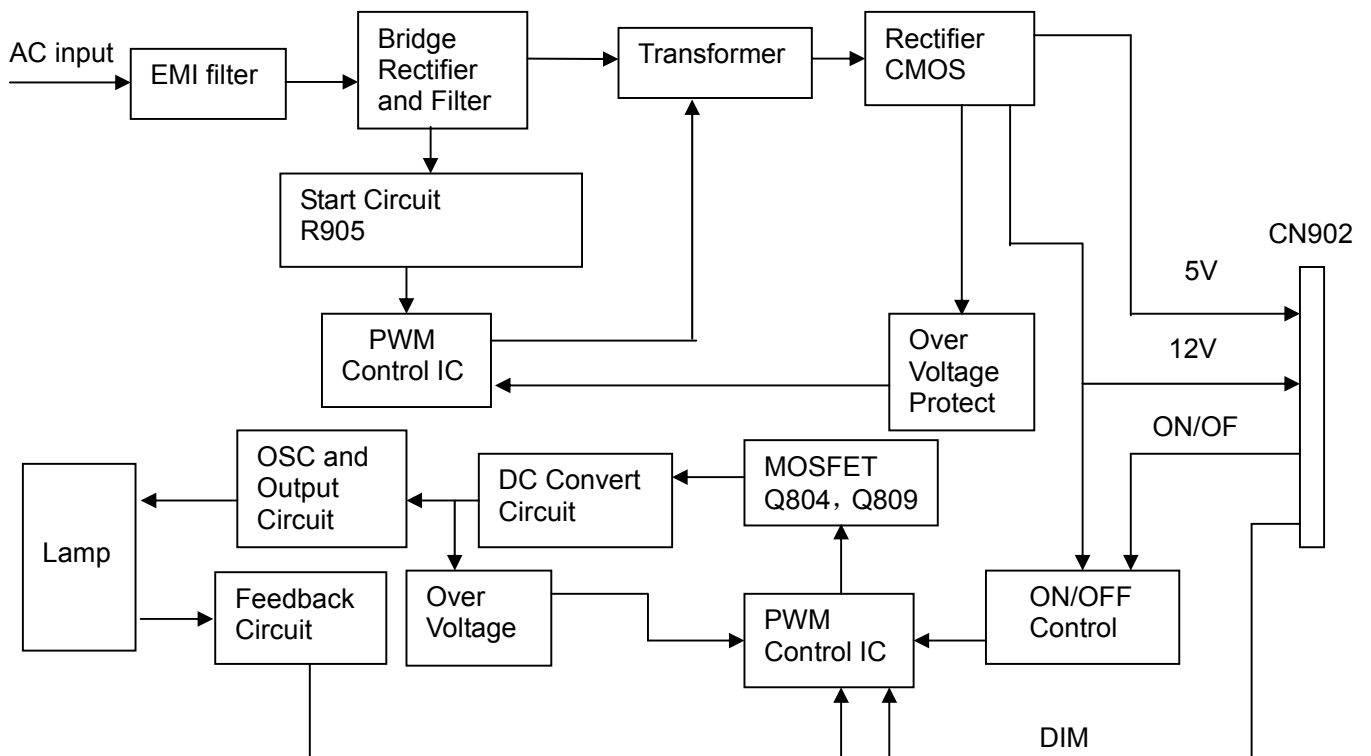 AC input
EMI filter
Bridge
Rectifier
and Filter
Transformer
Rectifier
CMOS
Start Circuit
R905
CN902
5V
PWM
Control IC
Over
Voltage
Protect
12V
ON/OF
OSC and
Output
Circuit
DC Convert
Circuit
MOSFET
Q804，Q809
Lamp
Feedback
Circuit
Over
Voltage
PWM
Control IC
ON/OFF
Control
DIM